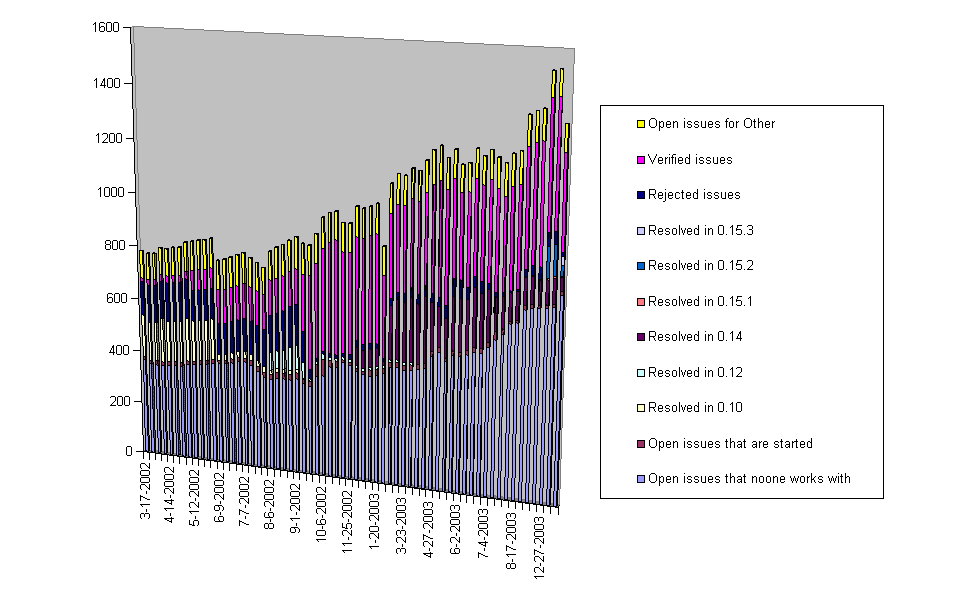 1600
1400
1200
1000
800
600
400
200
0
3-17-2002
4-14-2002
5-12-2002
6-9-2002
7-7-2002
8-6-2002
9-1-2002
10-6-2002
11-25-2002
1-20-2003
3-23-2003
4-27-2003
6-2-2003
7-4-2003
8-17-2003
12-27-2003
Open issues for Other
Verified issues
Rejected issues
Resolved in 0.15.3
Resolved in 0.15.2
Resolved in 0.15.1
Resolved in 0.14
Resolved in 0.12
Resolved in 0.10
Open issues that are started
Open issues that noone works with